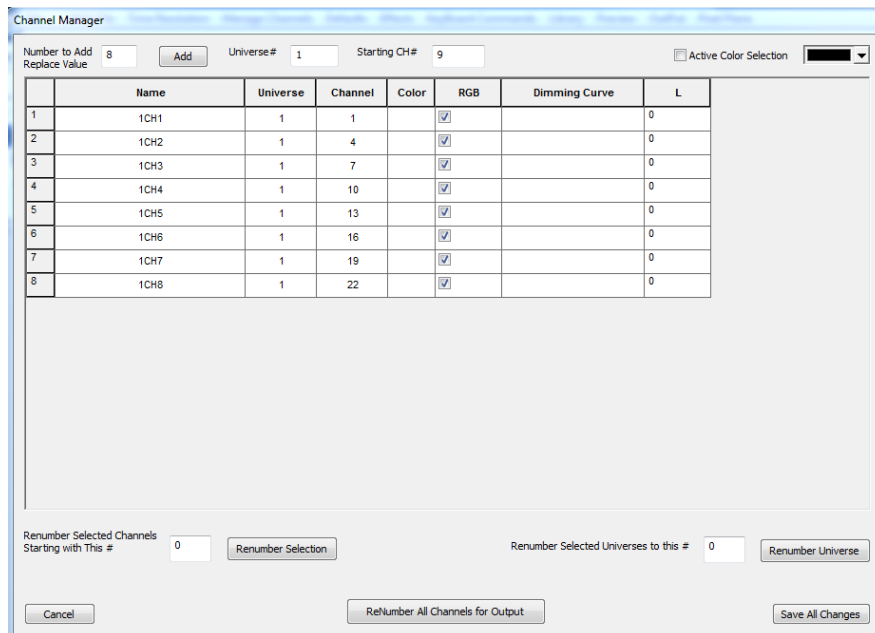 Channel Manager
Number to Add
Replace Value
8
Add
Universe#
1
Starting CH#
9
Active Color Selection
Name Universe Channel Color RGB Dimming Curve L
1 1CH1 1 1 0
2 1CH2 1 4 0
3 1CH3 1 7 0
4 1CH4 1 10 0
5 1CH5 1 13 0
6 1CH6 1 16 0
7 1CH7 1 19 0
8 1CH8 1 22 0
Renumber Selected Channels
Starting with This #
0
Renumber Selection
Renumber Selected Universes to this #
0
Renumber Universe
Cancel
ReNumber All Channels for Output
Save All Changes